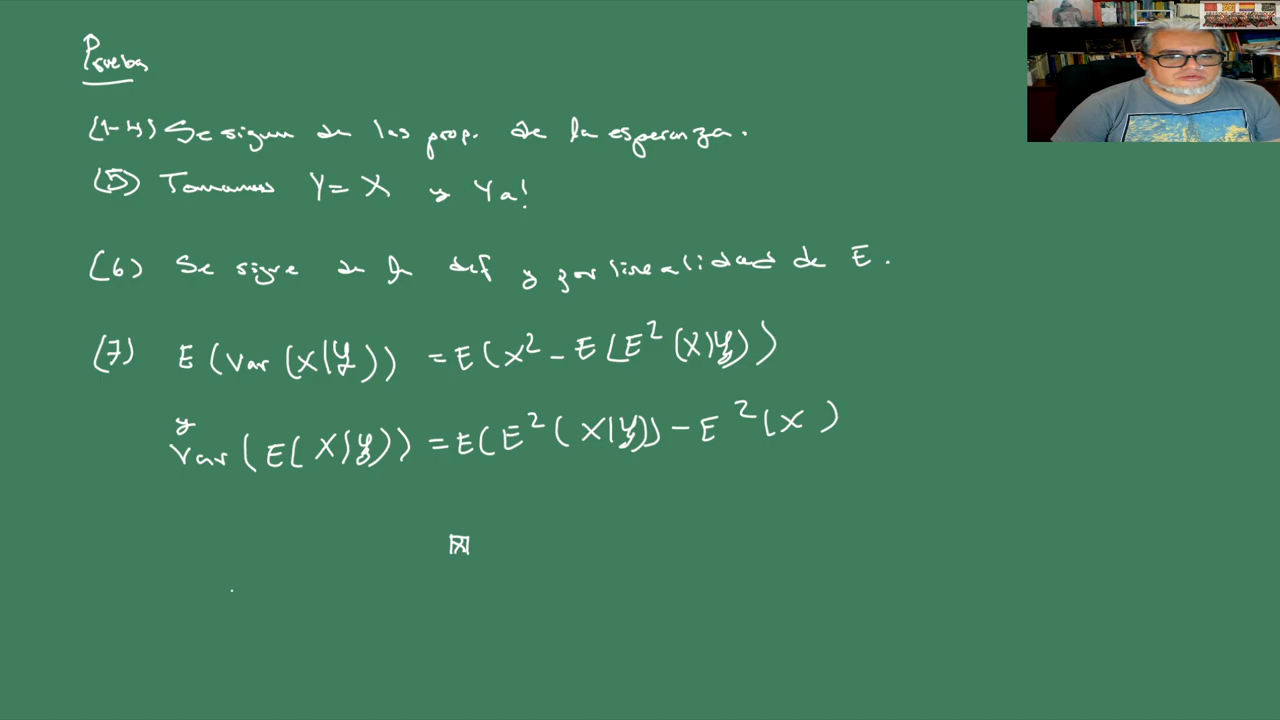 Prueba
(1-4) Se siguen de las prop. de la esperanza.
(5) Tomamos Y = X y Ya!
(6) Se sigue de la def y por linealidad de E.
(7) E(Var(X|𝒴)) = E(X² - E(E²(X|𝒴))
y
Var(E(X|𝒴)) = E(E²(X|𝒴)) - E²(X)